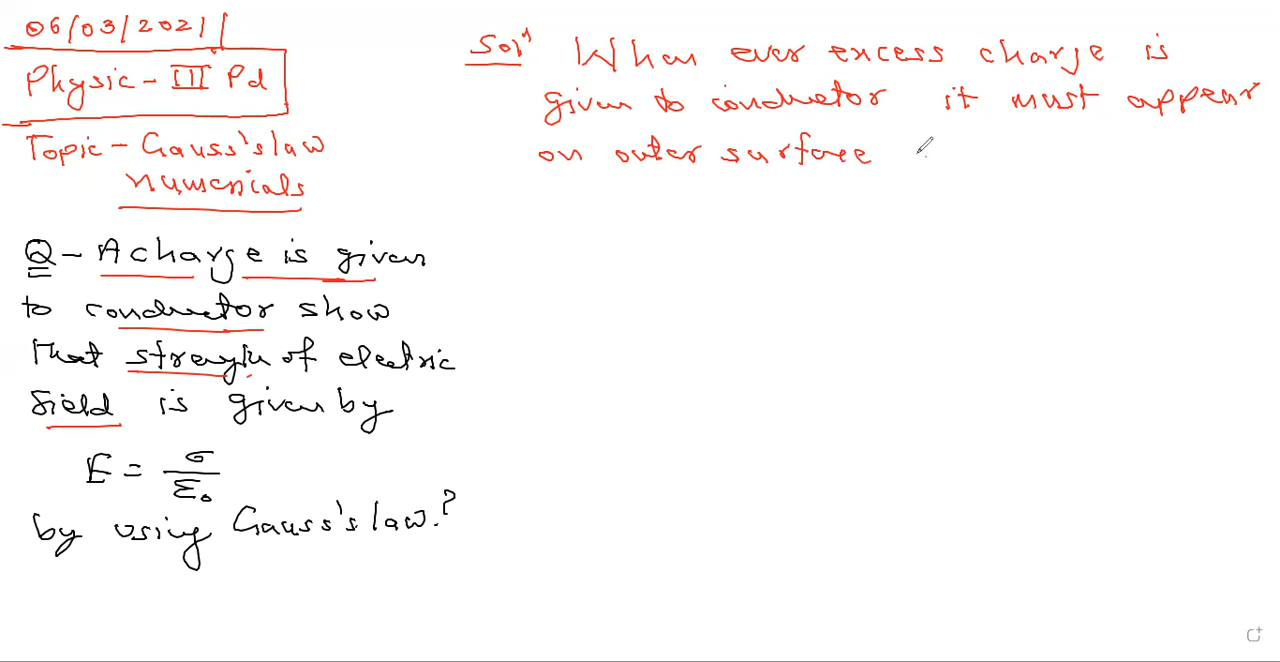 06/03/2021
Physic - III Pd
Topic - Gauss's law
numericals
Q - A charge is given
to conductor show
that strength of electric
field is given by
E = σ/ε₀
by using Gauss's law.?
Solⁿ When ever excess charge is
given to conductor it must appear
on outer surface